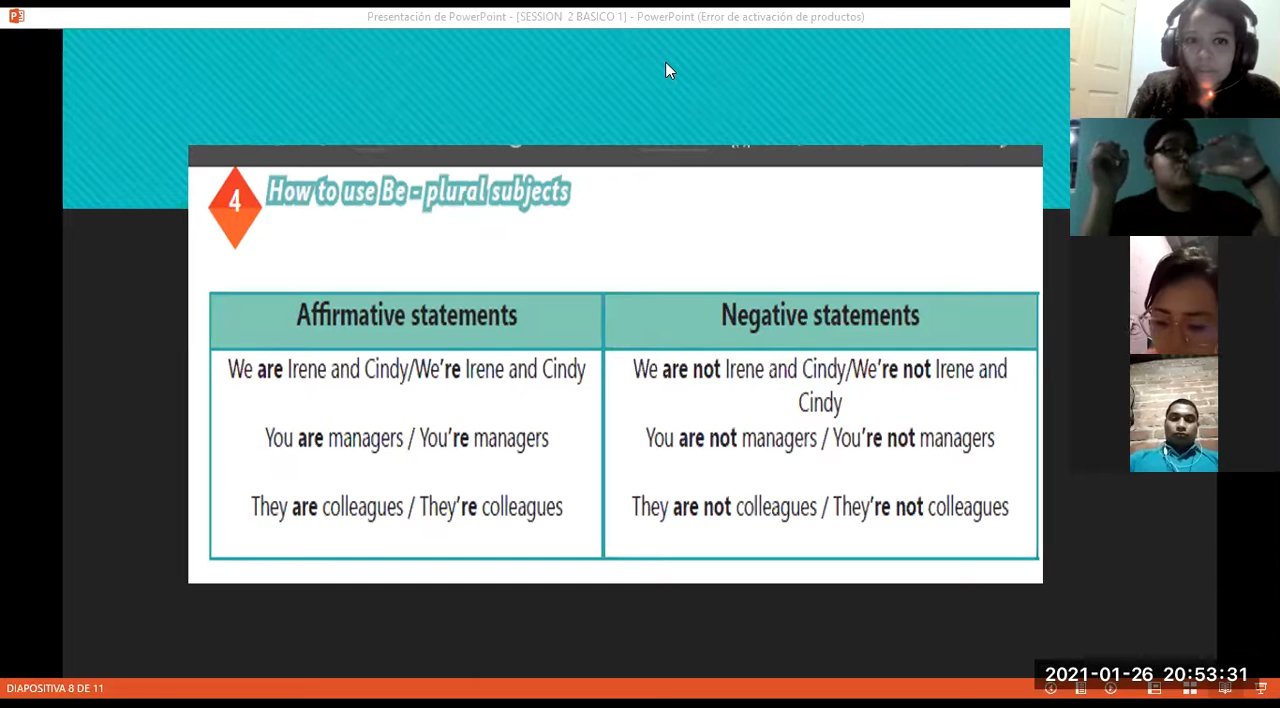 Presentación de PowerPoint - [SESSION 2 BASICO 1] - PowerPoint (Error de activación de productos)
4
How to use Be - plural subjects
Affirmative statements
Negative statements
We are Irene and Cindy/We're Irene and Cindy
We are not Irene and Cindy/We're not Irene and
Cindy
You are managers / You're managers
You are not managers / You're not managers
They are colleagues / They're colleagues
They are not colleagues / They're not colleagues
2021-01-26 20:53:31
DIAPOSITIVA 8 DE 11